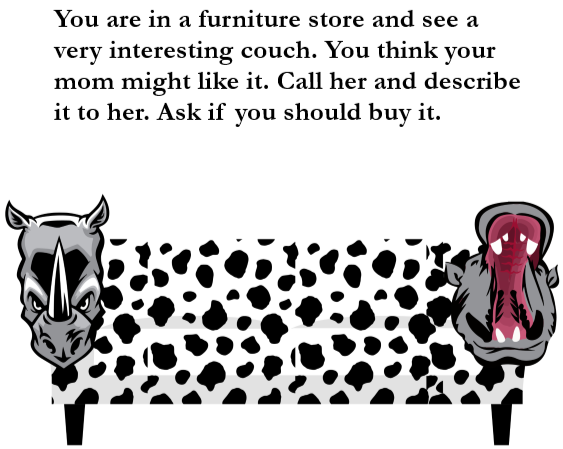 You are in a furniture store and see a
very interesting couch. You think your
mom might like it. Call her and describe
it to her. Ask if you should buy it.